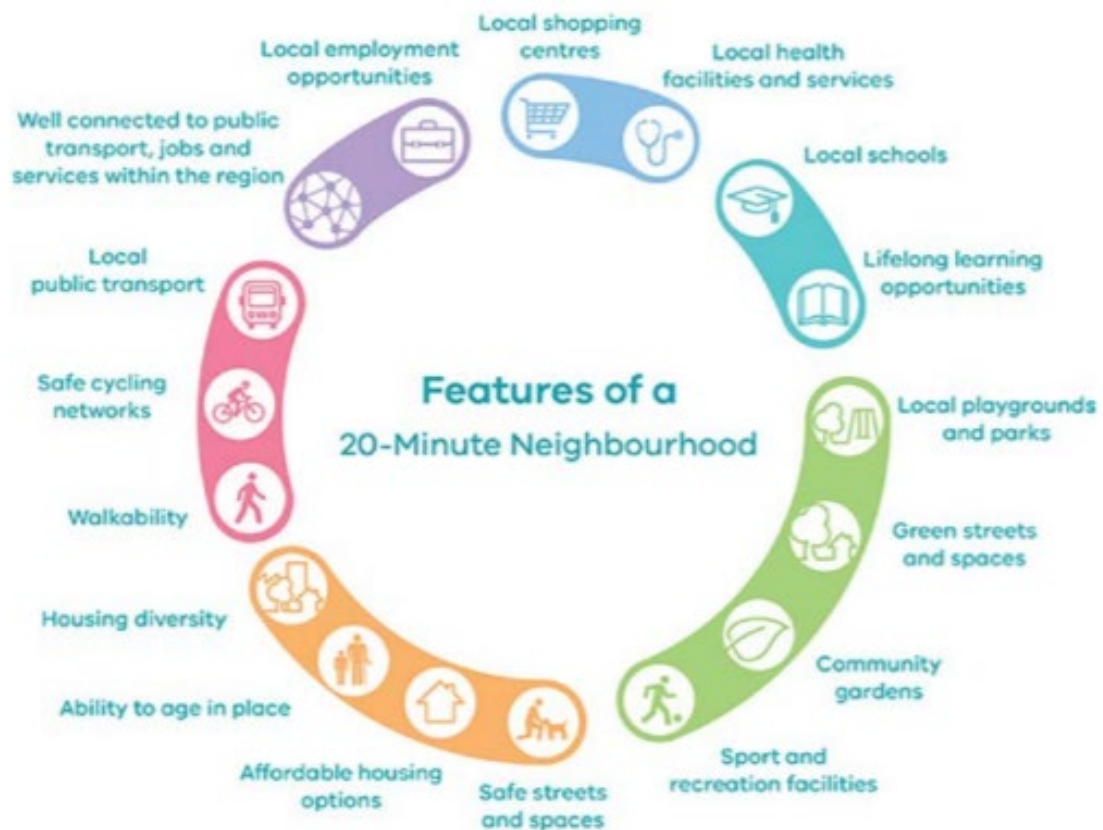 Features of a
20-Minute Neighbourhood
Local shopping
centres
Local health
facilities and services
Local schools
Lifelong learning
opportunities
Local playgrounds
and parks
Green streets
and spaces
Community
gardens
Sport and
recreation facilities
Safe streets
and spaces
Affordable housing
options
Ability to age in place
Housing diversity
Walkability
Safe cycling
networks
Local
public transport
Well connected to public
transport, jobs and
services within the region
Local employment
opportunities